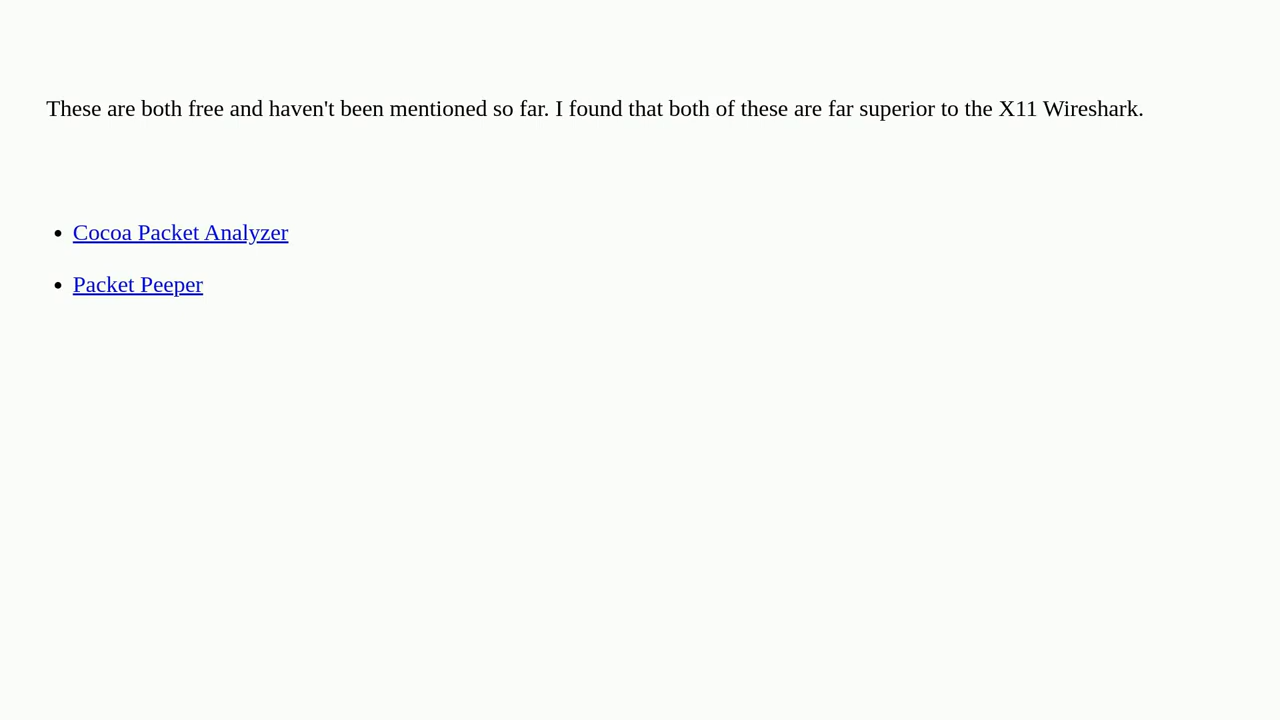 These are both free and haven't been mentioned so far. I found that both of these are far superior to the X11 Wireshark.
• Cocoa Packet Analyzer
• Packet Peeper